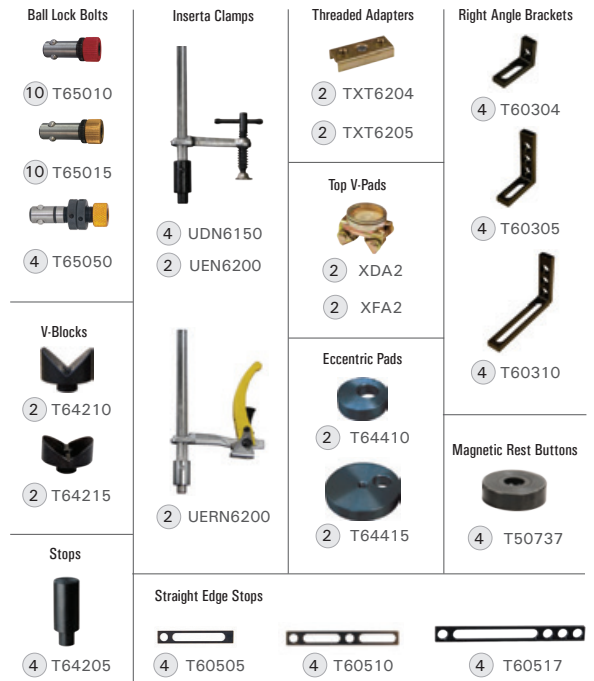 Ball Lock Bolts
10 T65010
10 T65015
4 T65050
V-Blocks
2 T64210
2 T64215
Stops
4 T64205
Inserta Clamps
4 UDN6150
2 UEN6200
2 UERN6200
Threaded Adapters
2 TXT6204
2 TXT6205
Top V-Pads
2 XDA2
2 XFA2
Eccentric Pads
2 T64410
2 T64415
Right Angle Brackets
4 T60304
4 T60305
4 T60310
Magnetic Rest Buttons
4 T50737
Straight Edge Stops
4 T60505
4 T60510
4 T60517